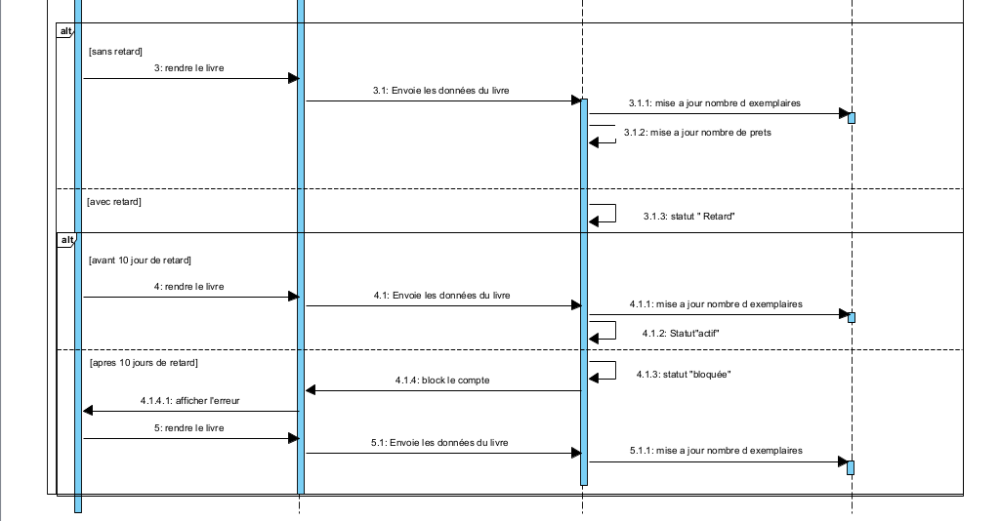 alt
[sans retard]
3: rendre le livre
3.1: Envoie les données du livre
3.1.1: mise a jour nombre d exemplaires
3.1.2: mise a jour nombre de prets
[avec retard]
3.1.3: statut " Retard"
alt
[avant 10 jour de retard]
4: rendre le livre
4.1: Envoie les données du livre
4.1.1: mise a jour nombre d exemplaires
4.1.2: Statut"actif"
[apres 10 jours de retard]
4.1.3: statut "bloquée"
4.1.4: block le compte
4.1.4.1: afficher l'erreur
5: rendre le livre
5.1: Envoie les données du livre
5.1.1: mise a jour nombre d exemplaires